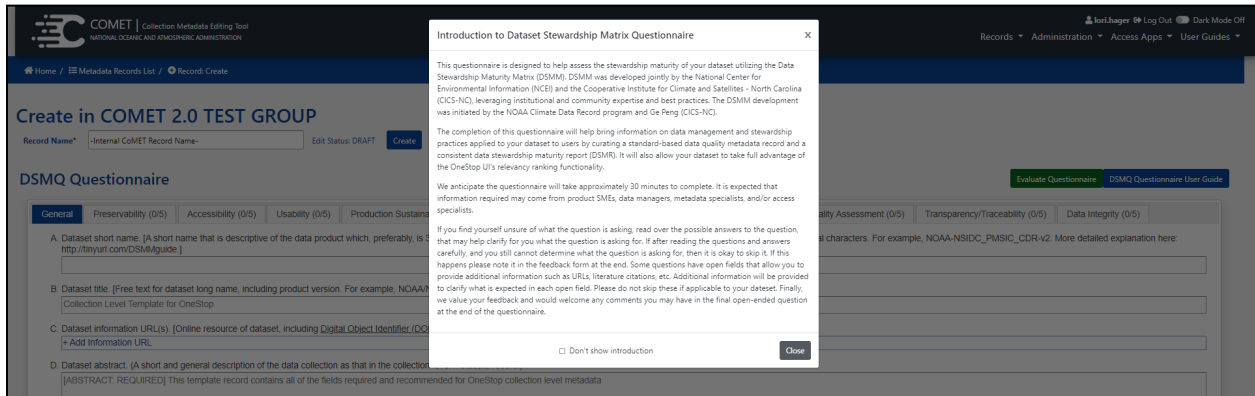 COMET | Collection Metadata Editing Tool
NATIONAL OCEANIC AND ATMOSPHERIC ADMINISTRATION
lori.hager Log Out Dark Mode Off
Records Administration Access Apps User Guides
Home / Metadata Records List / Record: Create
Create in COMET 2.0 TEST GROUP
Record Name* -Internal CoMET Record Name- Edit Status: DRAFT Create
DSMQ Questionnaire
Evaluate Questionnaire DSMQ Questionnaire User Guide
General Preservability (0/5) Accessibility (0/5) Usability (0/5) Production Sustaina
ality Assessment (0/5) Transparency/Traceability (0/5) Data Integrity (0/5)
A. Dataset short name. [A short name that is descriptive of the data product which, preferably, is
al characters. For example, NOAA-NSIDC_PMSIC_CDR-v2. More detailed explanation here:
http://tinyurl.com/DSMMguide.]
B. Dataset title. [Free text for dataset long name, including product version. For example, NOAA/
Collection Level Template for OneStop
C. Dataset information URL(s). [Online resource of dataset, including Digital Object Identifier (DO
+ Add Information URL
D. Dataset abstract. (A short and general description of the data collection as that in the collection
[ABSTRACT: REQUIRED] This template record contains all of the fields required and recommended for OneStop collection level metadata
Introduction to Dataset Stewardship Matrix Questionnaire x
This questionnaire is designed to help assess the stewardship maturity of your dataset utilizing the Data
Stewardship Maturity Matrix (DSMM). DSMM was developed jointly by the National Center for
Environmental Information (NCEI) and the Cooperative Institute for Climate and Satellites - North Carolina
(CICS-NC), leveraging institutional and community expertise and best practices. The DSMM development
was initiated by the NOAA Climate Data Record program and Ge Peng (CICS-NC).
The completion of this questionnaire will help bring information on data management and stewardship
practices applied to your dataset to users by curating a standard-based data quality metadata record and a
consistent data stewardship maturity report (DSMR). It will also allow your dataset to take full advantage of
the OneStop UI's relevancy ranking functionality.
We anticipate the questionnaire will take approximately 30 minutes to complete. It is expected that
information required may come from product SMEs, data managers, metadata specialists, and/or access
specialists.
If you find yourself unsure of what the question is asking, read over the possible answers to the question,
that may help clarify for you what the question is asking for. If after reading the questions and answers
carefully, and you still cannot determine what the question is asking for, then it is okay to skip it. If this
happens please note it in the feedback form at the end. Some questions have open fields that allow you to
provide additional information such as URLs, literature citations, etc. Additional information will be provided
to clarify what is expected in each open field. Please do not skip these if applicable to your dataset. Finally,
we value your feedback and would welcome any comments you may have in the final open-ended question
at the end of the questionnaire.
Don't show introduction Close